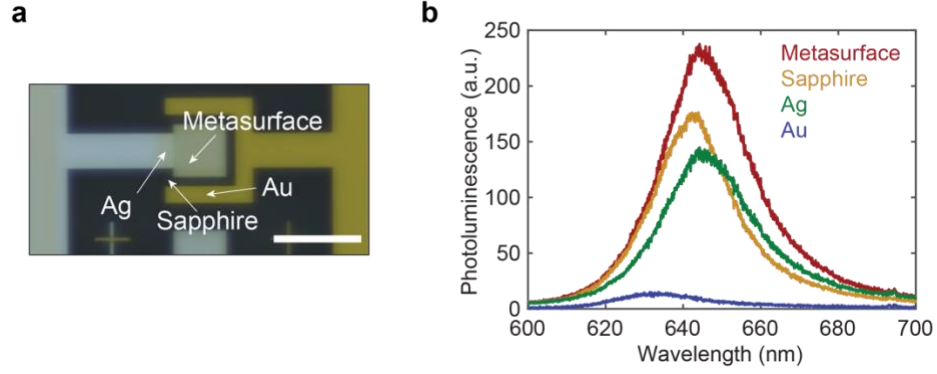 a
Metasurface
Au
Ag
Sapphire
b
250
200
150
100
50
0
Photoluminescence (a.u.)
Metasurface
Sapphire
Ag
Au
600
620
640
660
680
700
Wavelength (nm)